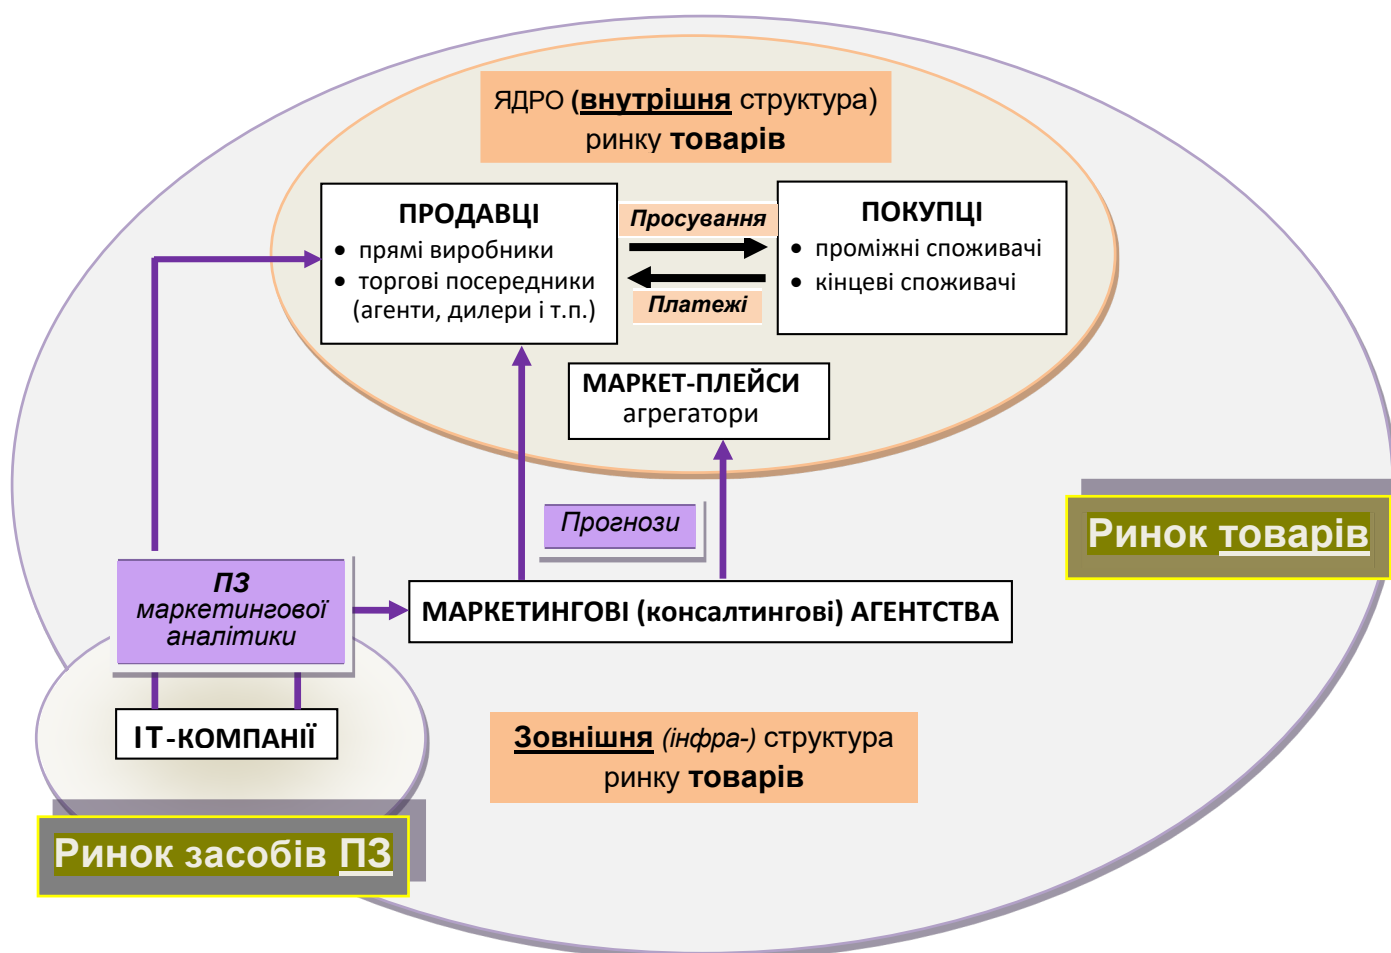 ЯДРО (внутрішня структура)
ринку товарів
ПРОДАВЦІ
• прямі виробники
• торгові посередники
(агенти, дилери і т.п.)
Просування
Платежі
ПОКУПЦІ
• проміжні споживачі
• кінцеві споживачі
МАРКЕТ-ПЛЕЙСИ
агрегатори
Прогнози
Ринок товарів
ПЗ
маркетингової
аналітики
МАРКЕТИНГОВІ (консалтингові) АГЕНТСТВА
ІТ-КОМПАНІЇ
Зовнішня (інфра-) структура
ринку товарів
Ринок засобів ПЗ